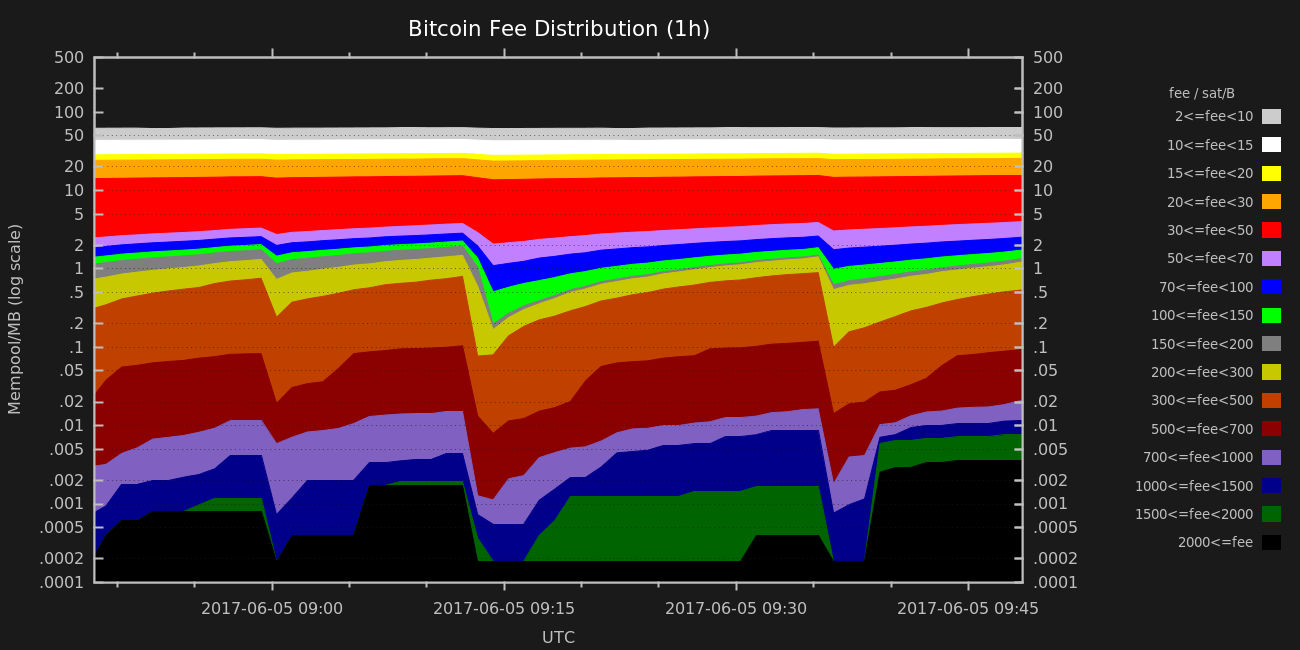 Bitcoin Fee Distribution (1h)
500 500
200 200
100 100
50 50
20 20
10 10
5 5
2 2
1 1
.5 .5
.2 .2
.1 .1
.05 .05
.02 .02
.01 .01
.005 .005
.002 .002
.001 .001
.0005 .0005
.0002 .0002
.0001 .0001
Mempool/MB (log scale)
2017-06-05 09:00 2017-06-05 09:15 2017-06-05 09:30 2017-06-05 09:45
UTC
fee / sat/B
2<=fee<10
10<=fee<15
15<=fee<20
20<=fee<30
30<=fee<50
50<=fee<70
70<=fee<100
100<=fee<150
150<=fee<200
200<=fee<300
300<=fee<500
500<=fee<700
700<=fee<1000
1000<=fee<1500
1500<=fee<2000
2000<=fee